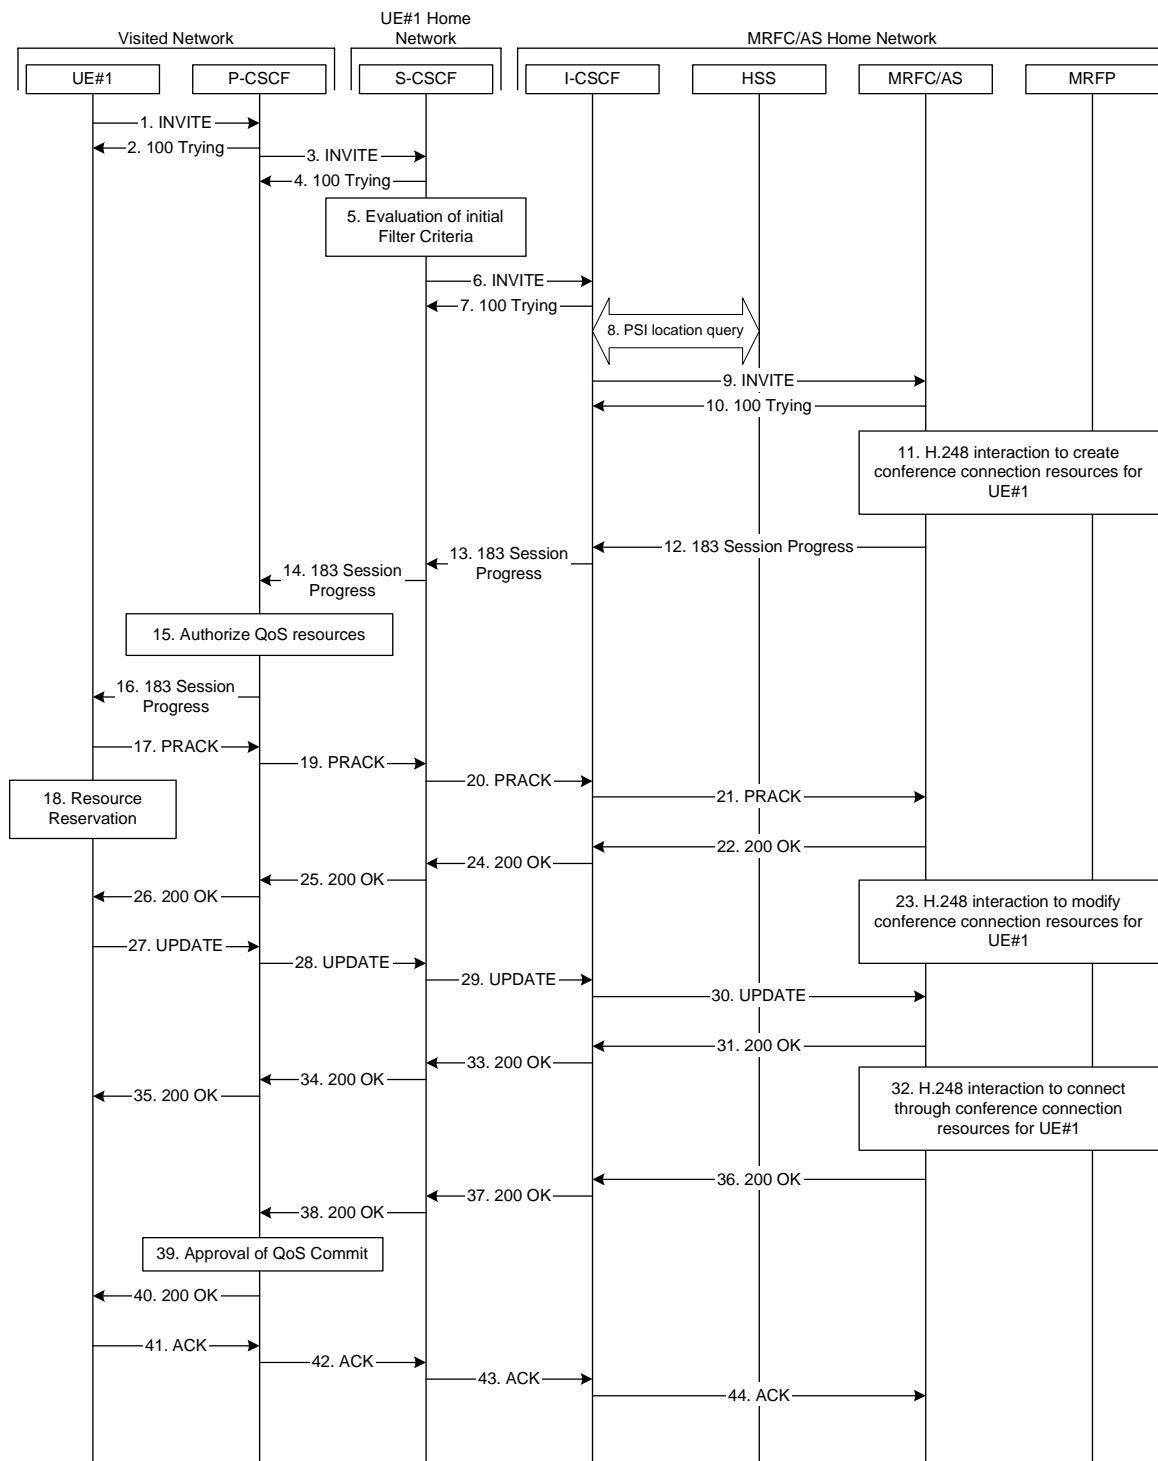 UE#1 Home
Network
Visited Network
MRFC/AS Home Network
UE#1
P-CSCF
S-CSCF
I-CSCF
HSS
MRFC/AS
MRFP
1. INVITE
2. 100 Trying
3. INVITE
4. 100 Trying
5. Evaluation of initial
Filter Criteria
6. INVITE
7. 100 Trying
8. PSI location query
9. INVITE
10. 100 Trying
11. H.248 interaction to create
conference connection resources for
UE#1
12. 183 Session Progress
13. 183 Session
Progress
14. 183 Session
Progress
15. Authorize QoS resources
16. 183 Session
Progress
17. PRACK
19. PRACK
20. PRACK
21. PRACK
18. Resource
Reservation
22. 200 OK
24. 200 OK
25. 200 OK
26. 200 OK
23. H.248 interaction to modify
conference connection resources for
UE#1
27. UPDATE
28. UPDATE
29. UPDATE
30. UPDATE
31. 200 OK
33. 200 OK
34. 200 OK
35. 200 OK
32. H.248 interaction to connect
through conference connection
resources for UE#1
36. 200 OK
37. 200 OK
38. 200 OK
39. Approval of QoS Commit
40. 200 OK
41. ACK
42. ACK
43. ACK
44. ACK